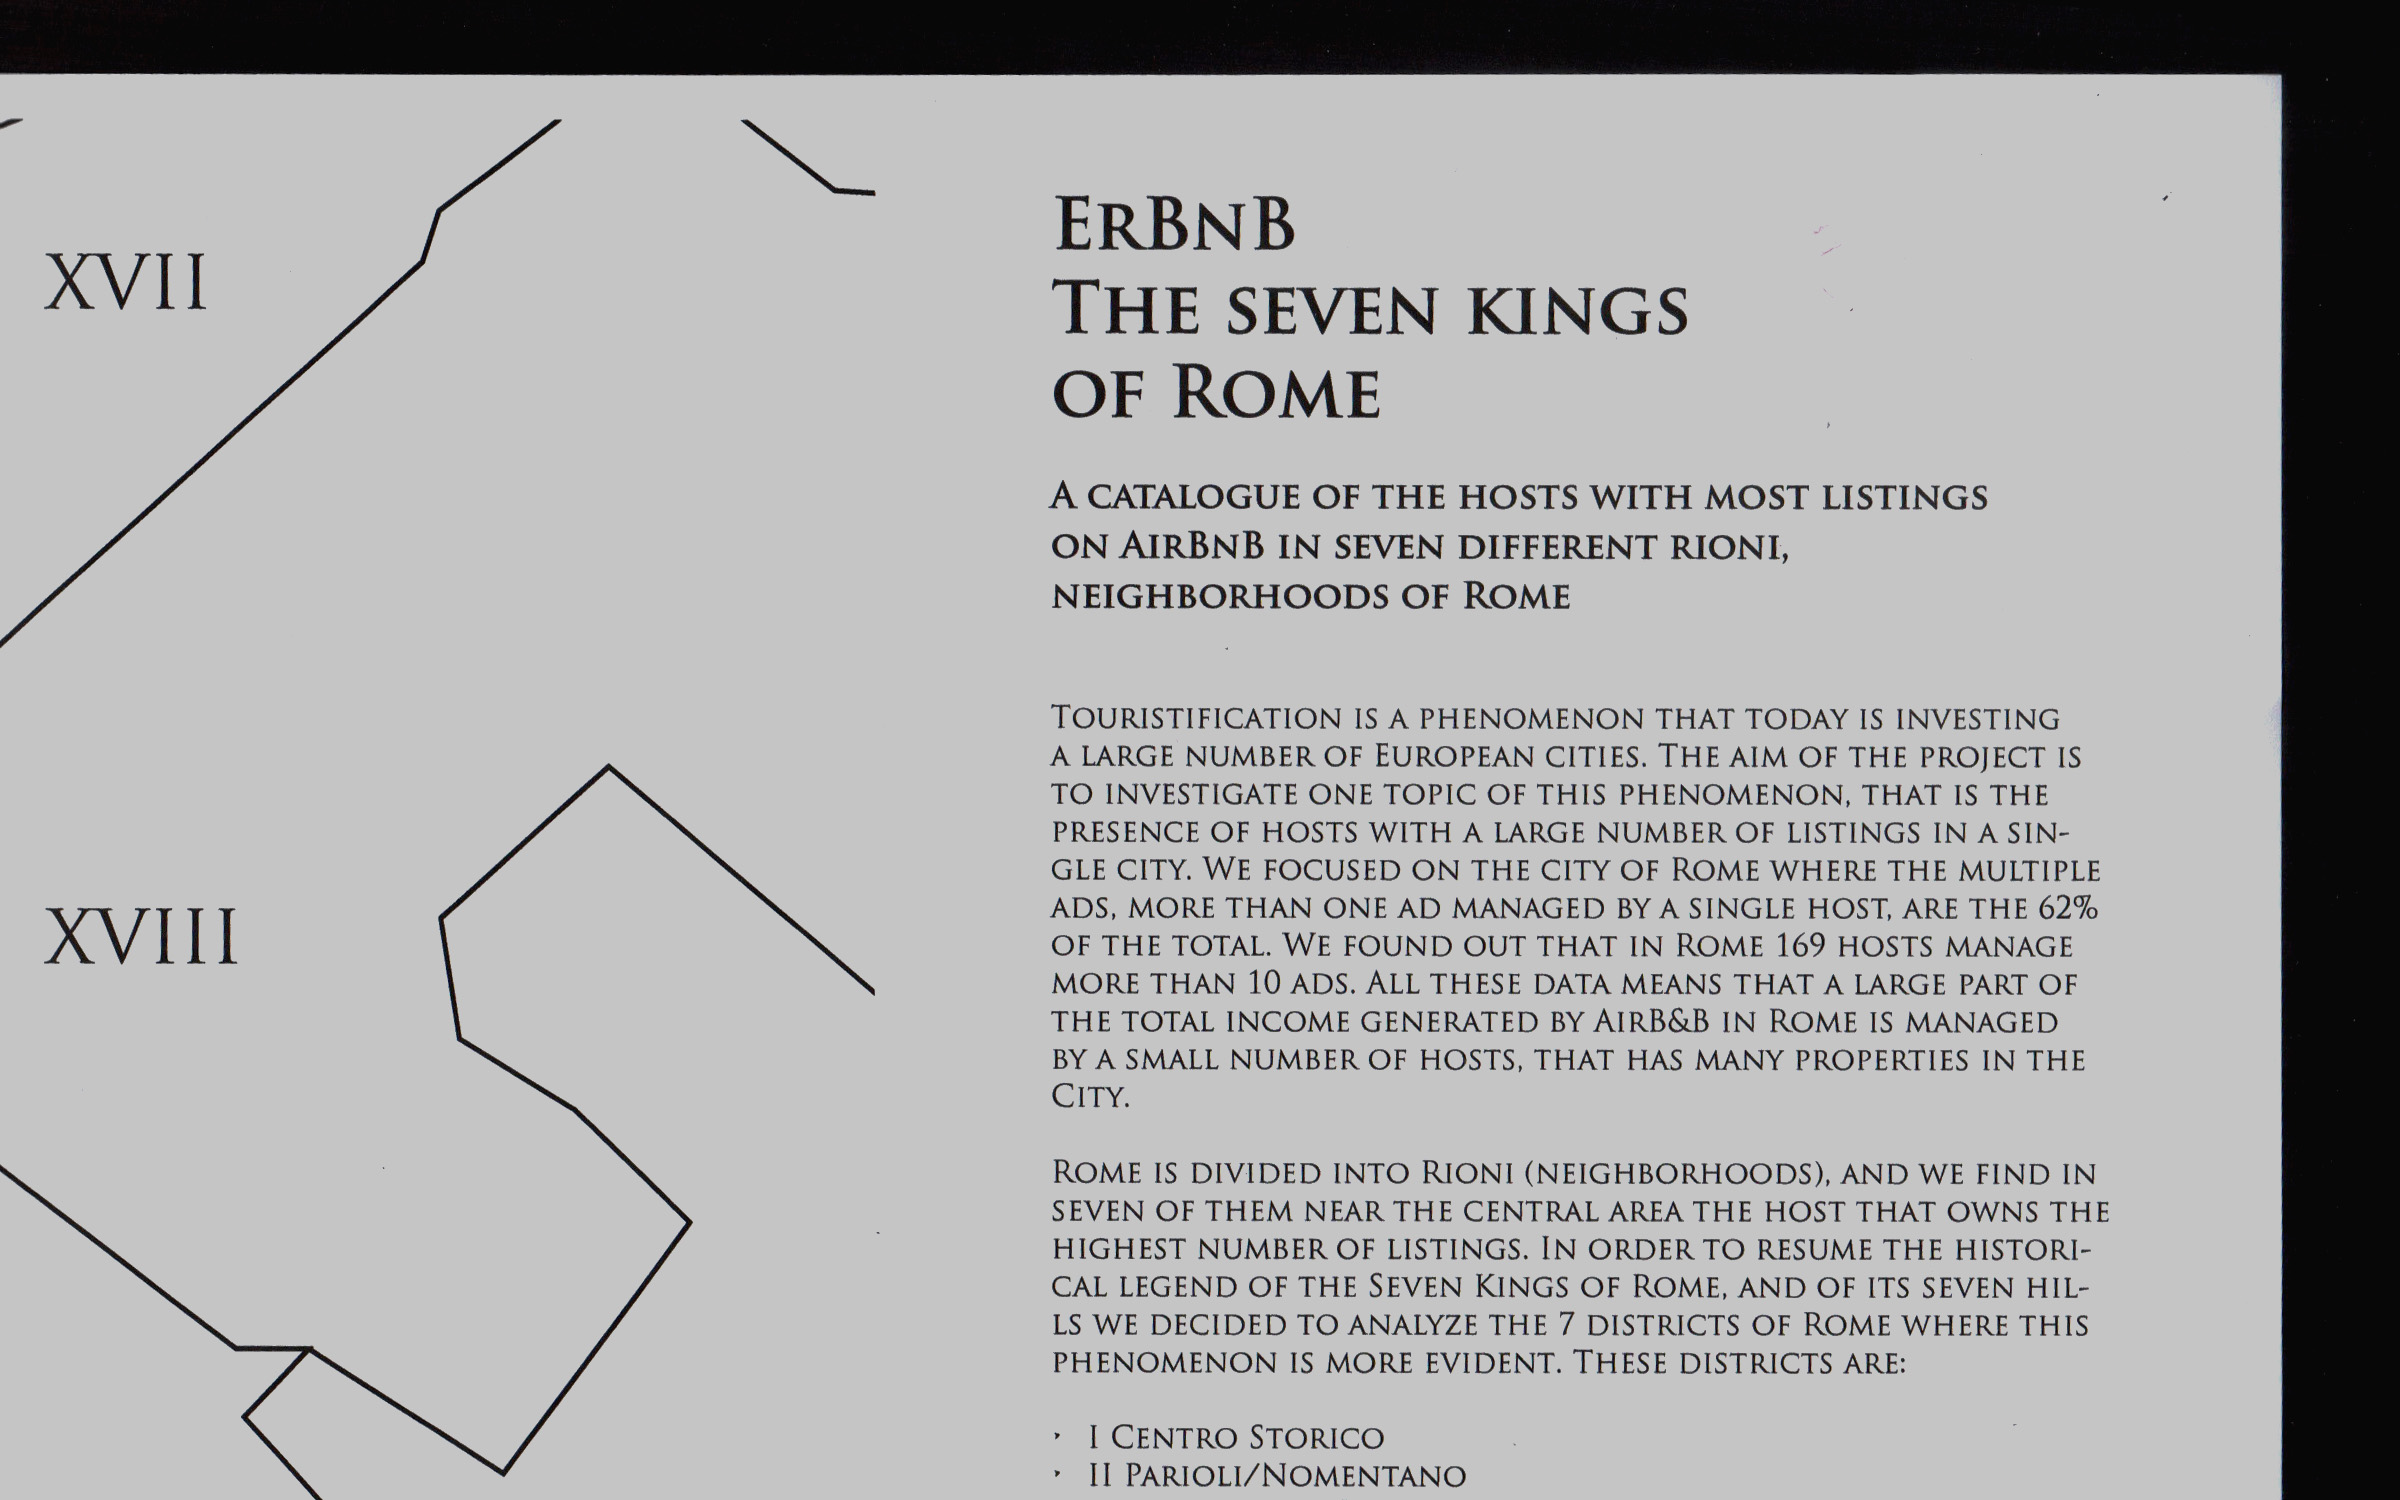 XVII
XVIII
ErBnB
The seven kings
of Rome
A catalogue of the hosts with most listings
on AirBnB in seven different rioni,
neighborhoods of Rome
Touristification is a phenomenon that today is investing
a large number of European cities. The aim of the project is
to investigate one topic of this phenomenon, that is the
presence of hosts with a large number of listings in a sin-
gle city. We focused on the city of Rome where the multiple
ads, more than one ad managed by a single host, are the 62%
of the total. We found out that in Rome 169 hosts manage
more than 10 ads. All these data means that a large part of
the total income generated by AirB&B in Rome is managed
by a small number of hosts, that has many properties in the
City.
Rome is divided into Rioni (neighborhoods), and we find in
seven of them near the central area the host that owns the
highest number of listings. In order to resume the histori-
cal legend of the Seven Kings of Rome, and of its seven hil-
ls we decided to analyze the 7 districts of Rome where this
phenomenon is more evident. These districts are:
· I Centro Storico
· II Parioli/Nomentano